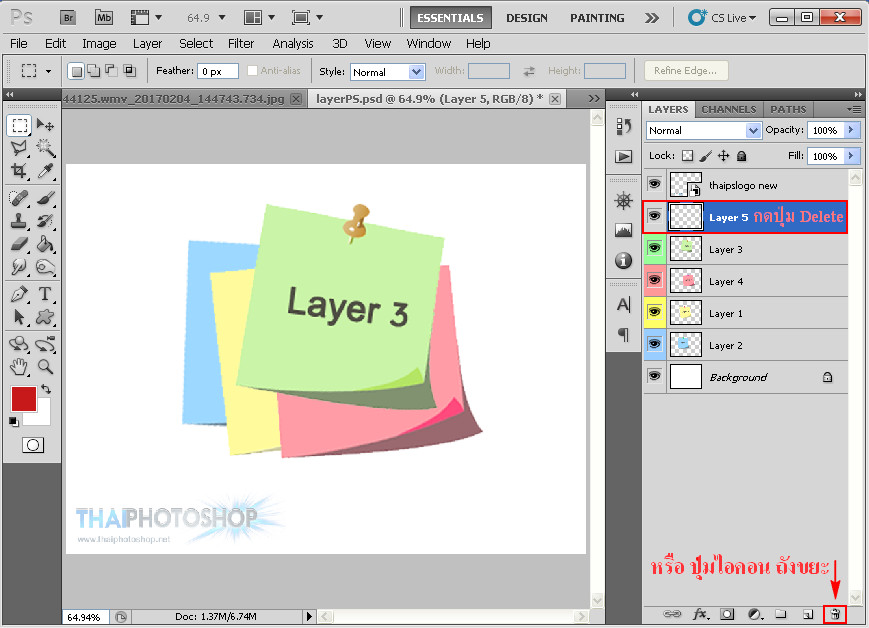 Ps Br Mb 64.9 ESSENTIALS DESIGN PAINTING CS Live
File Edit Image Layer Select Filter Analysis 3D View Window Help
Feather: 0 px Anti-alias Style: Normal Width: Height: Refine Edge...
44125.wmv_20170204_144743.734.jpg layerPS.psd @ 64.9% (Layer 5, RGB/8) *
LAYERS CHANNELS PATHS
Normal Opacity: 100%
Lock: Fill: 100%
thaipslogo new
Layer 5 กดปุ่ม Delete
Layer 3
Layer 4
Layer 1
Layer 2
Background
Layer 3
THAIPHOTOSHOP
www.thaiphotoshop.net
หรือ ปุ่มไอคอน ถังขยะ
64.94% Doc: 1.37M/6.74M